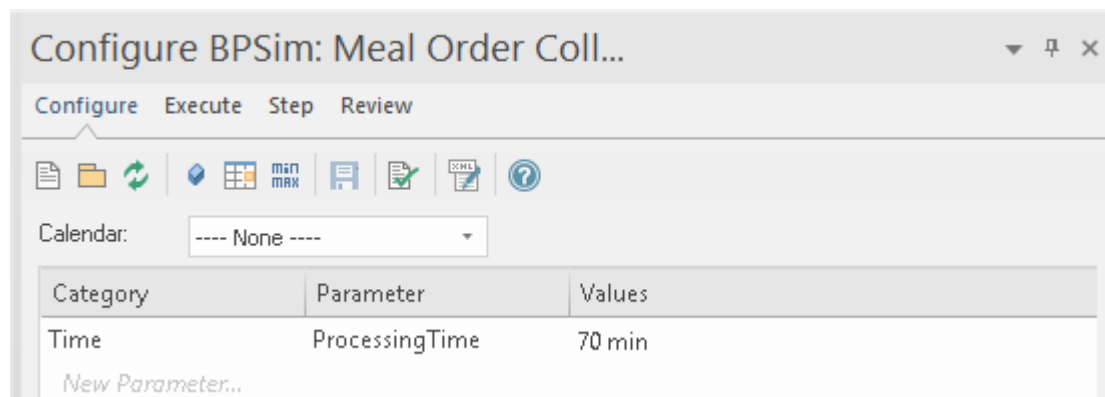 Configure BPSim: Meal Order Coll...
Configure Execute Step Review
min
max
XML
Calendar: ---- None ----
Category Parameter Values
Time ProcessingTime 70 min
New Parameter...